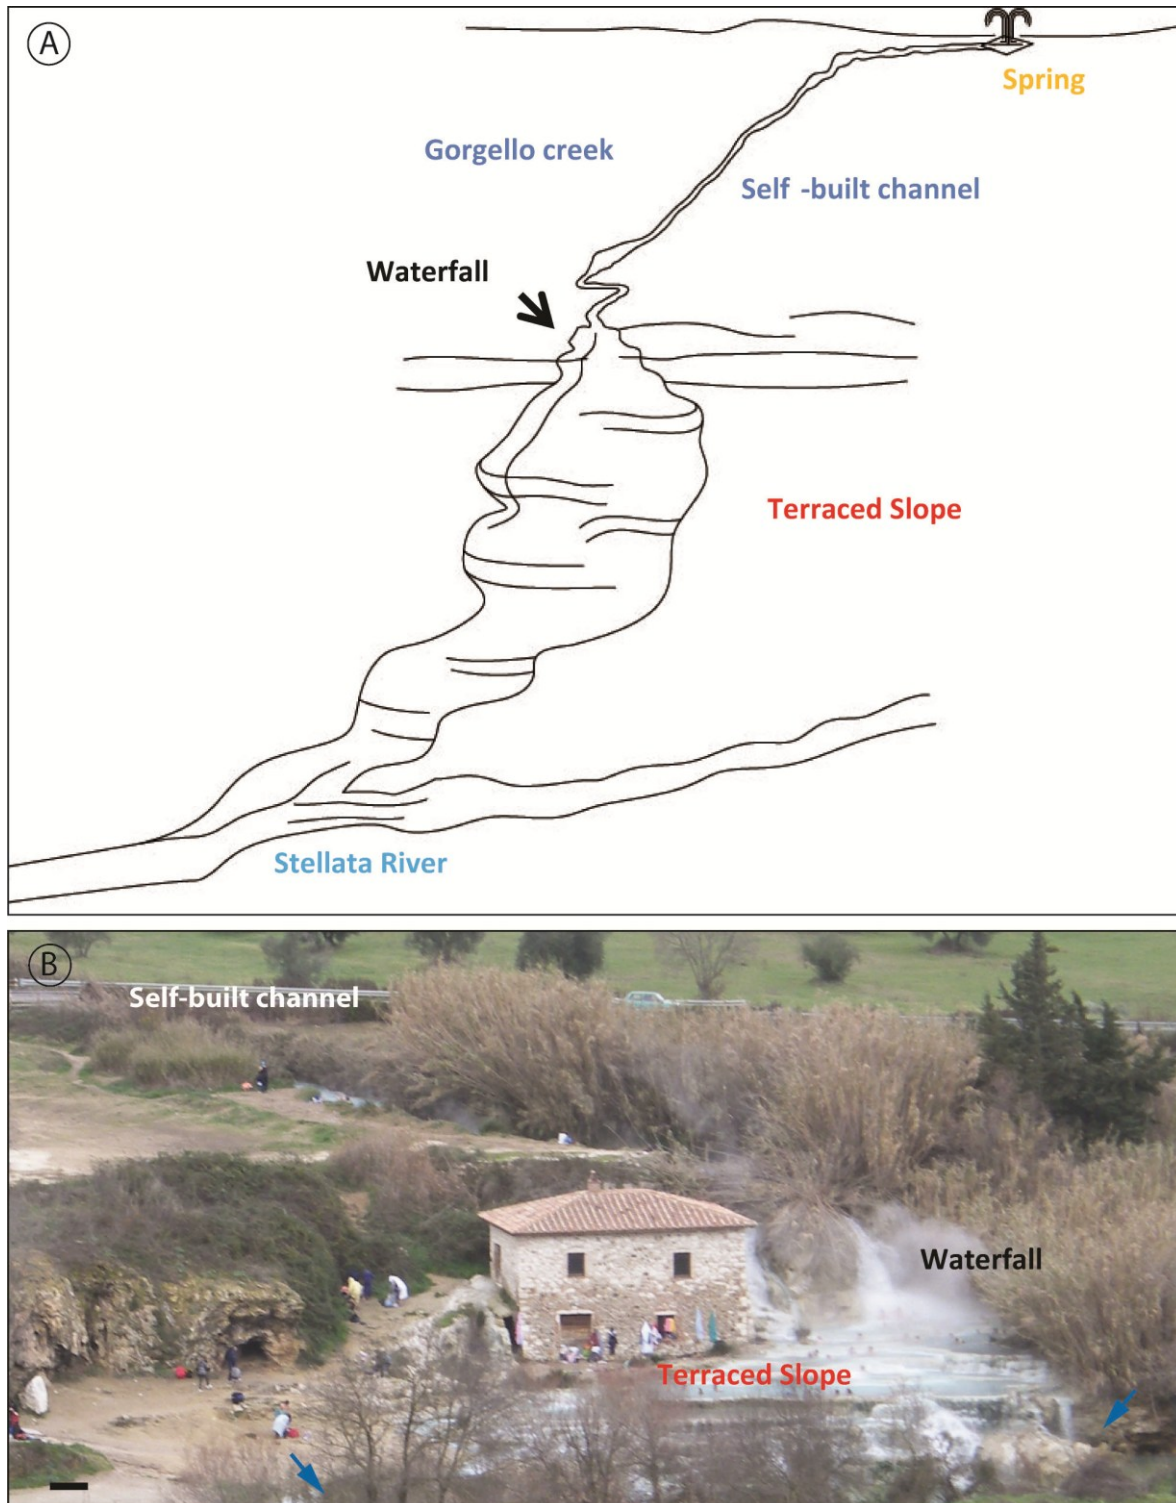 A
Spring
Gorgello creek
Self -built channel
Waterfall
Terraced Slope
Stellata River
B
Self-built channel
Waterfall
Terraced Slope